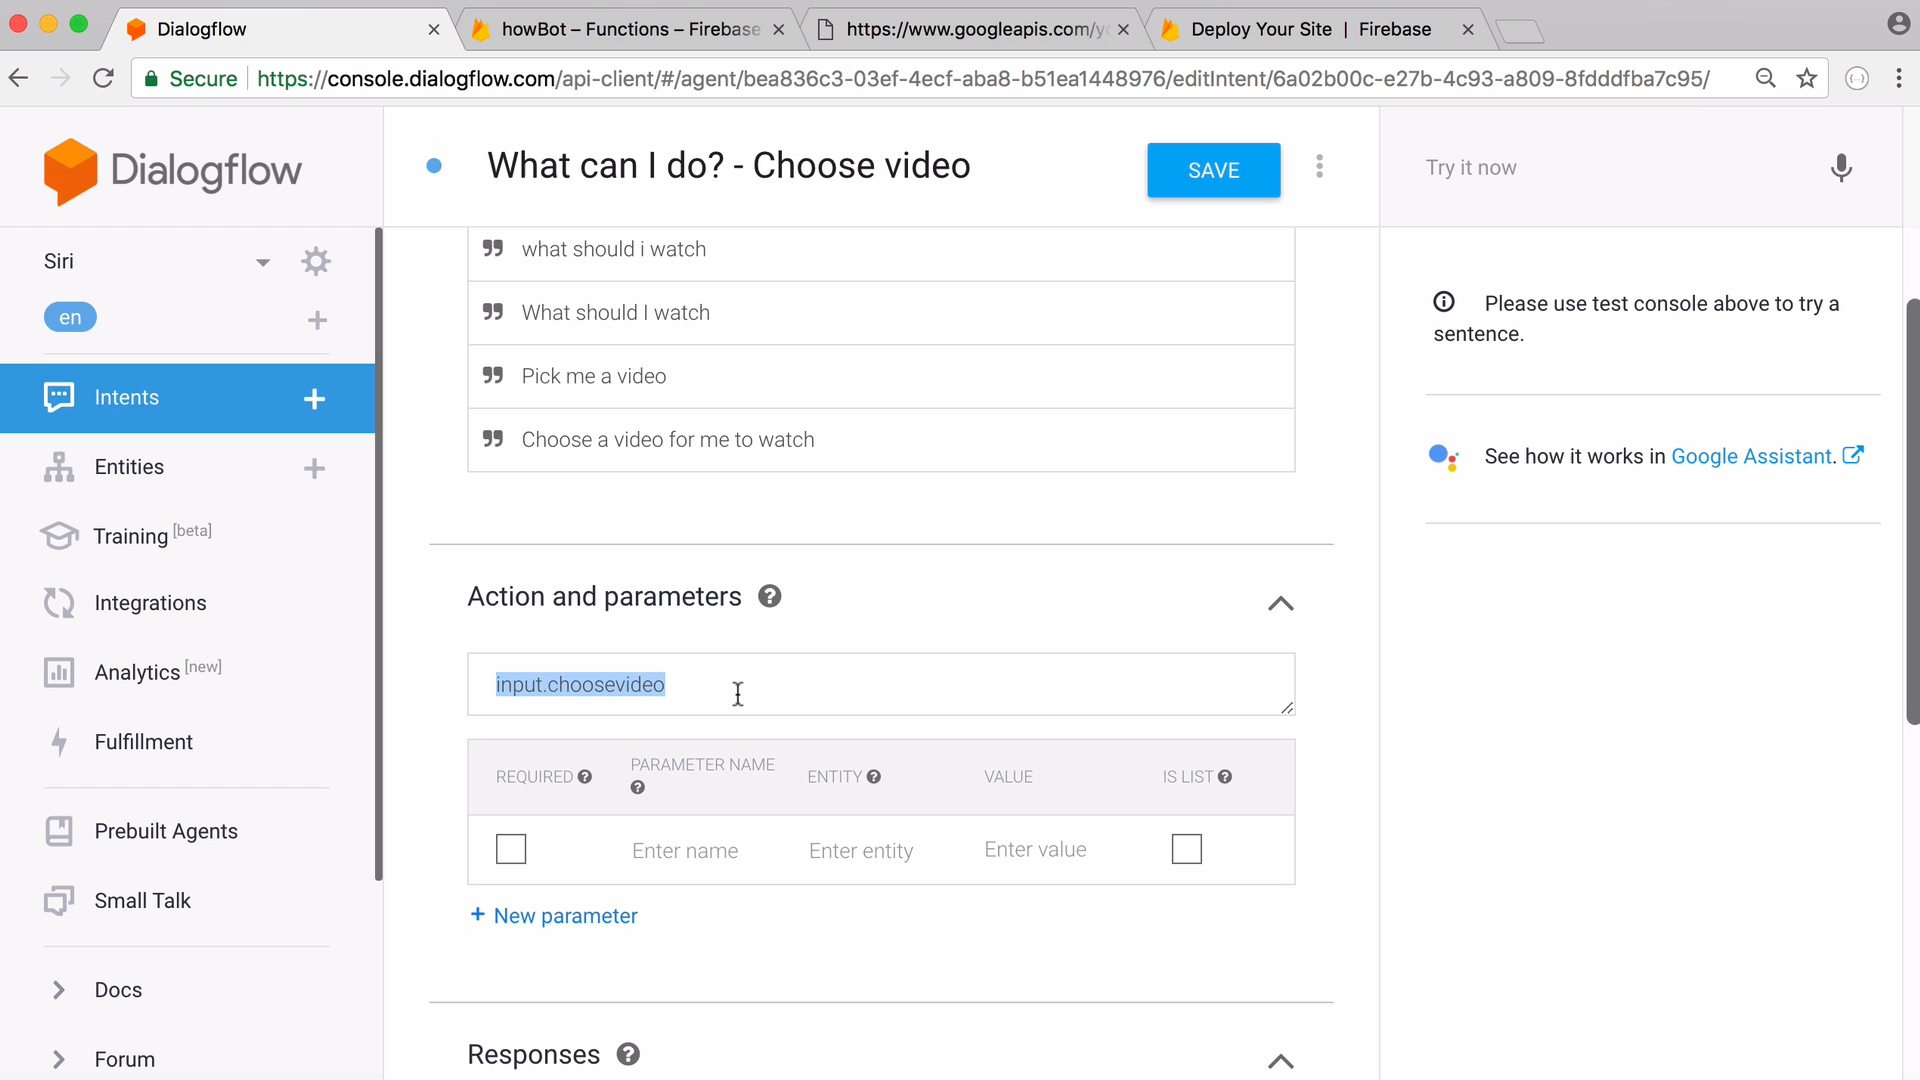 Dialogflow
howBot – Functions – Firebase
https://www.googleapis.com/y
Deploy Your Site | Firebase
Secure
https://console.dialogflow.com/api-client/#/agent/bea836c3-03ef-4ecf-aba8-b51ea1448976/editIntent/6a02b00c-e27b-4c93-a809-8fdddfba7c95/
Dialogflow
What can I do? - Choose video
SAVE
Try it now
Siri
en
Intents
Entities
Training [beta]
Integrations
Analytics [new]
Fulfillment
Prebuilt Agents
Small Talk
Docs
Forum
what should i watch
What should I watch
Pick me a video
Choose a video for me to watch
Action and parameters
input.choosevideo
REQUIRED
PARAMETER NAME
ENTITY
VALUE
IS LIST
Enter name
Enter entity
Enter value
+ New parameter
Responses
Please use test console above to try a
sentence.
See how it works in Google Assistant.